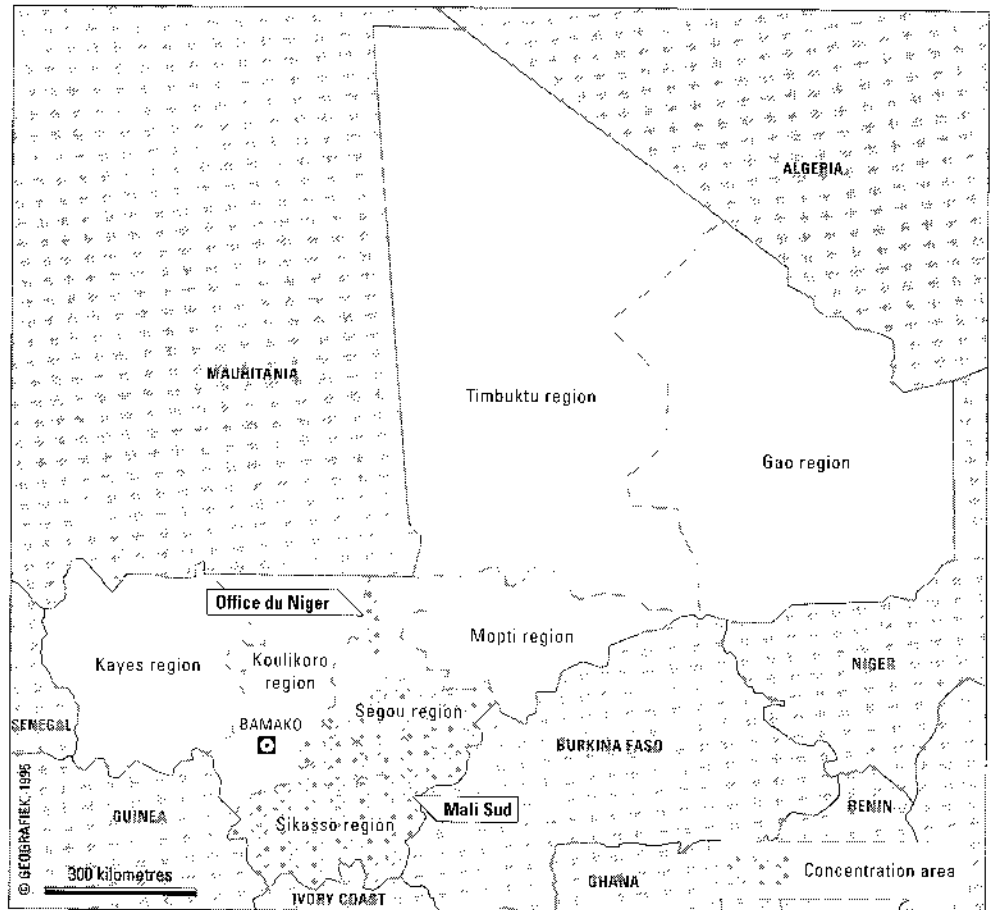 ALGERIA
MAURITANIA
Timbuktu region
Gao region
Office du Niger
Mopti region
Kayes region
Koulikoro
region
NIGER
Ségou region
SENEGAL
BAMAKO
BURKINA FASO
Mali Sud
BENIN
GUINEA
Sikasso region
© GEOGRAFIEK, 1995
300 kilometres
Concentration area
GHANA
IVORY COAST